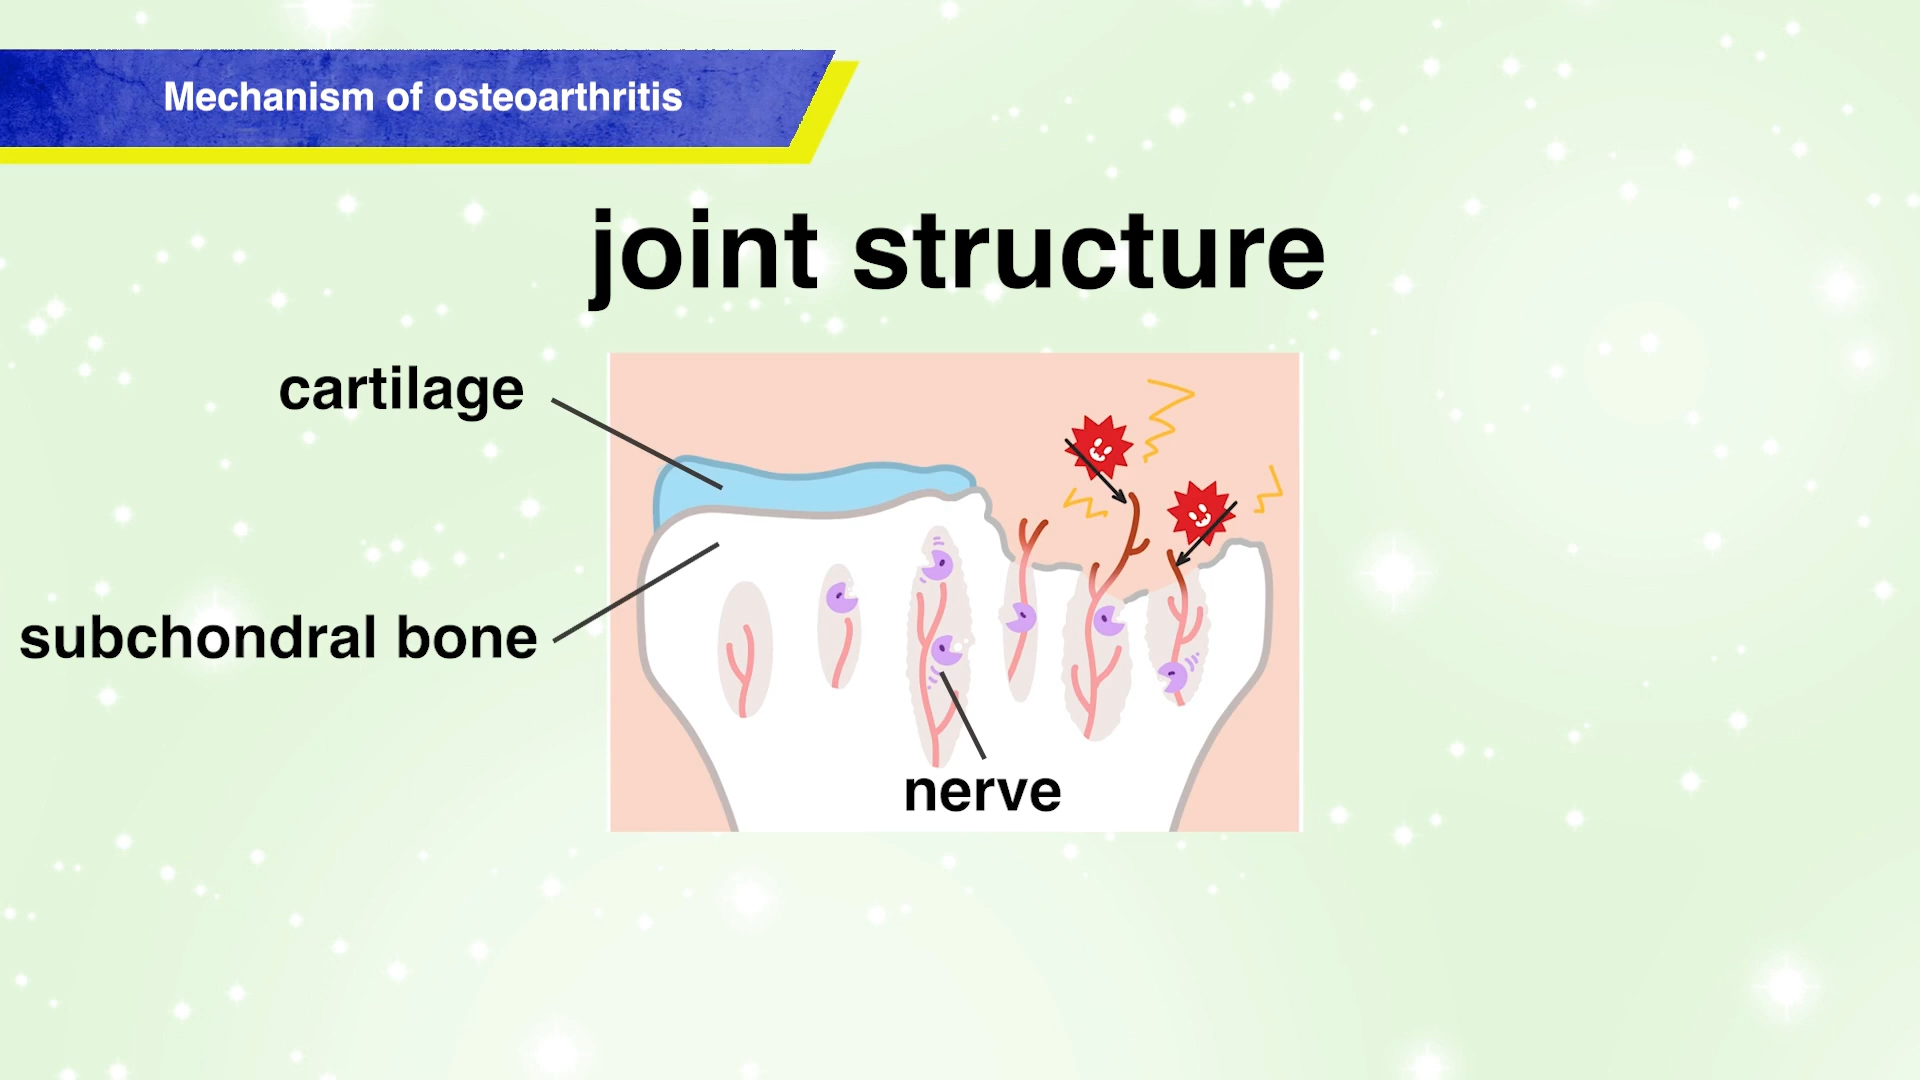 Mechanism of osteoarthritis
joint structure
cartilage
subchondral bone
nerve